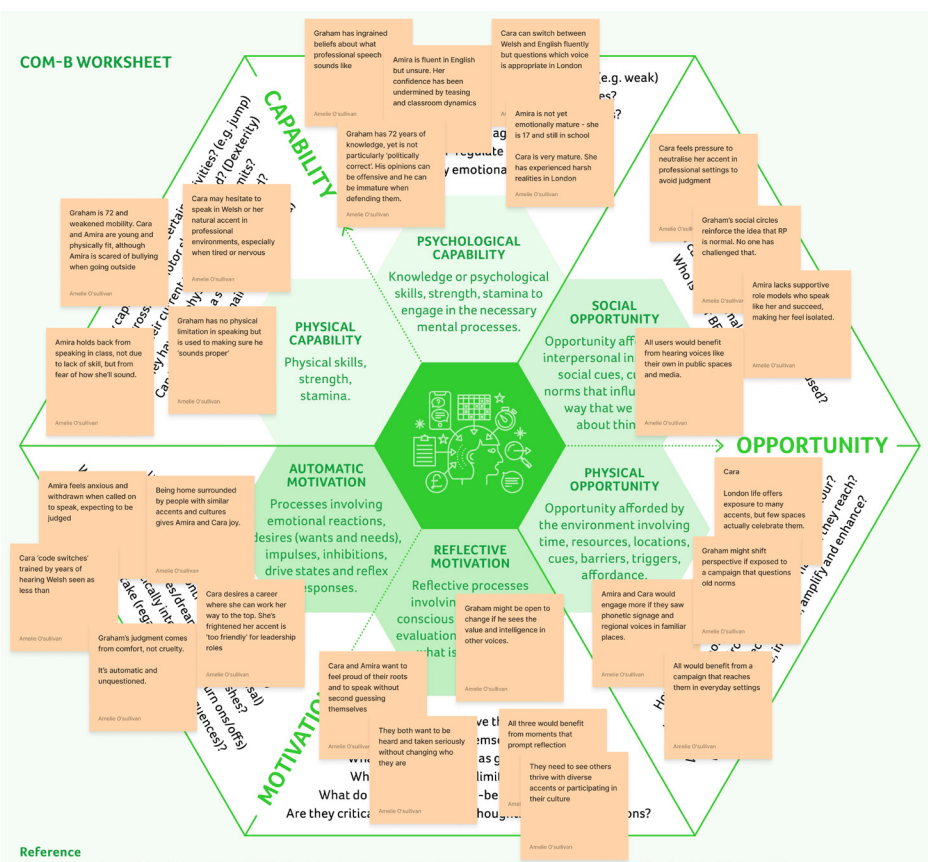 COM-B WORKSHEET
CAPABILITY
Graham has ingrained
beliefs about what
professional speech
sounds like
Amelie O'sullivan
Amira is fluent in English
but unsure. Her
confidence has been
undermined by teasing
and classroom dynamics
Cara can switch between
Welsh and English fluently
but questions which voice
is appropriate in London
(e.g. weak)
Graham has 72 years of
knowledge, yet is not
particularly 'politically
correct'. His opinions can
be offensive and he can
be immature when
defending them.
Amelie O'sullivan
Amira is not yet
emotionally mature - she
is 17 and still in school
Cara is very mature. She
has experienced harsh
realities in London
Amelie O'sullivan
(e.g. jump)
(Dexterity)
Graham is 72 and
weakened mobility. Cara
and Amira are young and
physically fit, although
Amira is scared of bullying
when going outside
Amelie O'sullivan
Cara may hesitate to
speak in Welsh or her
natural accent in
professional
environments, especially
when tired or nervous
Amelie O'sullivan
Amira holds back from
speaking in class, not due
to lack of skill, but from
fear of how she'll sound.
Amelie O'sullivan
Graham has no physical
limitation in speaking but
is used to making sure he
'sounds proper'
Amelie O'sullivan
PSYCHOLOGICAL
CAPABILITY
Knowledge or psychological
skills, strength, stamina to
engage in the necessary
mental processes.
PHYSICAL
CAPABILITY
Physical skills,
strength,
stamina.
SOCIAL
OPPORTUNITY
Opportunity
interpersonal
social cues,
norms that
way that we
about
Cara feels pressure to
neutralise her accent in
professional settings to
avoid judgment
Graham's social circles
reinforce the idea that RP
is normal. No one has
challenged that.
Amira lacks supportive
role models who speak
like her and succeed,
making her feel isolated.
Amelie O'sullivan
All users would benefit
from hearing voices like
their own in public spaces
and media.
Amelie O'sullivan
OPPORTUNITY
PHYSICAL
OPPORTUNITY
Opportunity afforded by
the environment involving
time, resources, locations,
cues, barriers, triggers,
affordance.
Cara
London life offers
exposure to many
accents, but few spaces
actually celebrate them.
Graham might shift
perspective if exposed to
a campaign that questions
old norms
Amelie O'sullivan
Amira and Cara would
engage more if they saw
phonetic signage and
regional voices in familiar
places.
All would benefit from a
campaign that reaches
them in everyday settings
Amelie O'sullivan
they reach?
amplify and enhance?
AUTOMATIC
MOTIVATION
Processes involving
emotional reactions,
desires (wants and needs),
impulses, inhibitions,
drive states and reflex
Amira feels anxious and
withdrawn when called on
to speak, expecting to be
judged
Being home surrounded
by people with similar
accents and cultures
gives Amira and Cara joy.
Amelie O'sullivan
Cara 'code switches'
trained by years of
hearing Welsh seen as
less than
Amelie O'sullivan
Cara desires a career
where she can work her
way to the top. She's
frightened her accent is
'too friendly' for leadership
roles
Amelie O'sullivan
Graham's judgment comes
from comfort, not cruelty.
It's automatic and
unquestioned.
Amelie O'sullivan
REFLECTIVE
MOTIVATION
Reflective processes
conscious
what is
Graham might be open to
change if he sees the
value and intelligence in
other voices.
Amelie O'sullivan
Cara and Amira want to
feel proud of their roots
and to speak without
second guessing
themselves
They both want to be
heard and taken seriously
without changing who
they are
Amelie O'sullivan
All three would benefit
from moments that
prompt reflection
They need to see others
thrive with diverse
accents or participating in
their culture
Amelie O'sullivan
What do
Are they
Reference